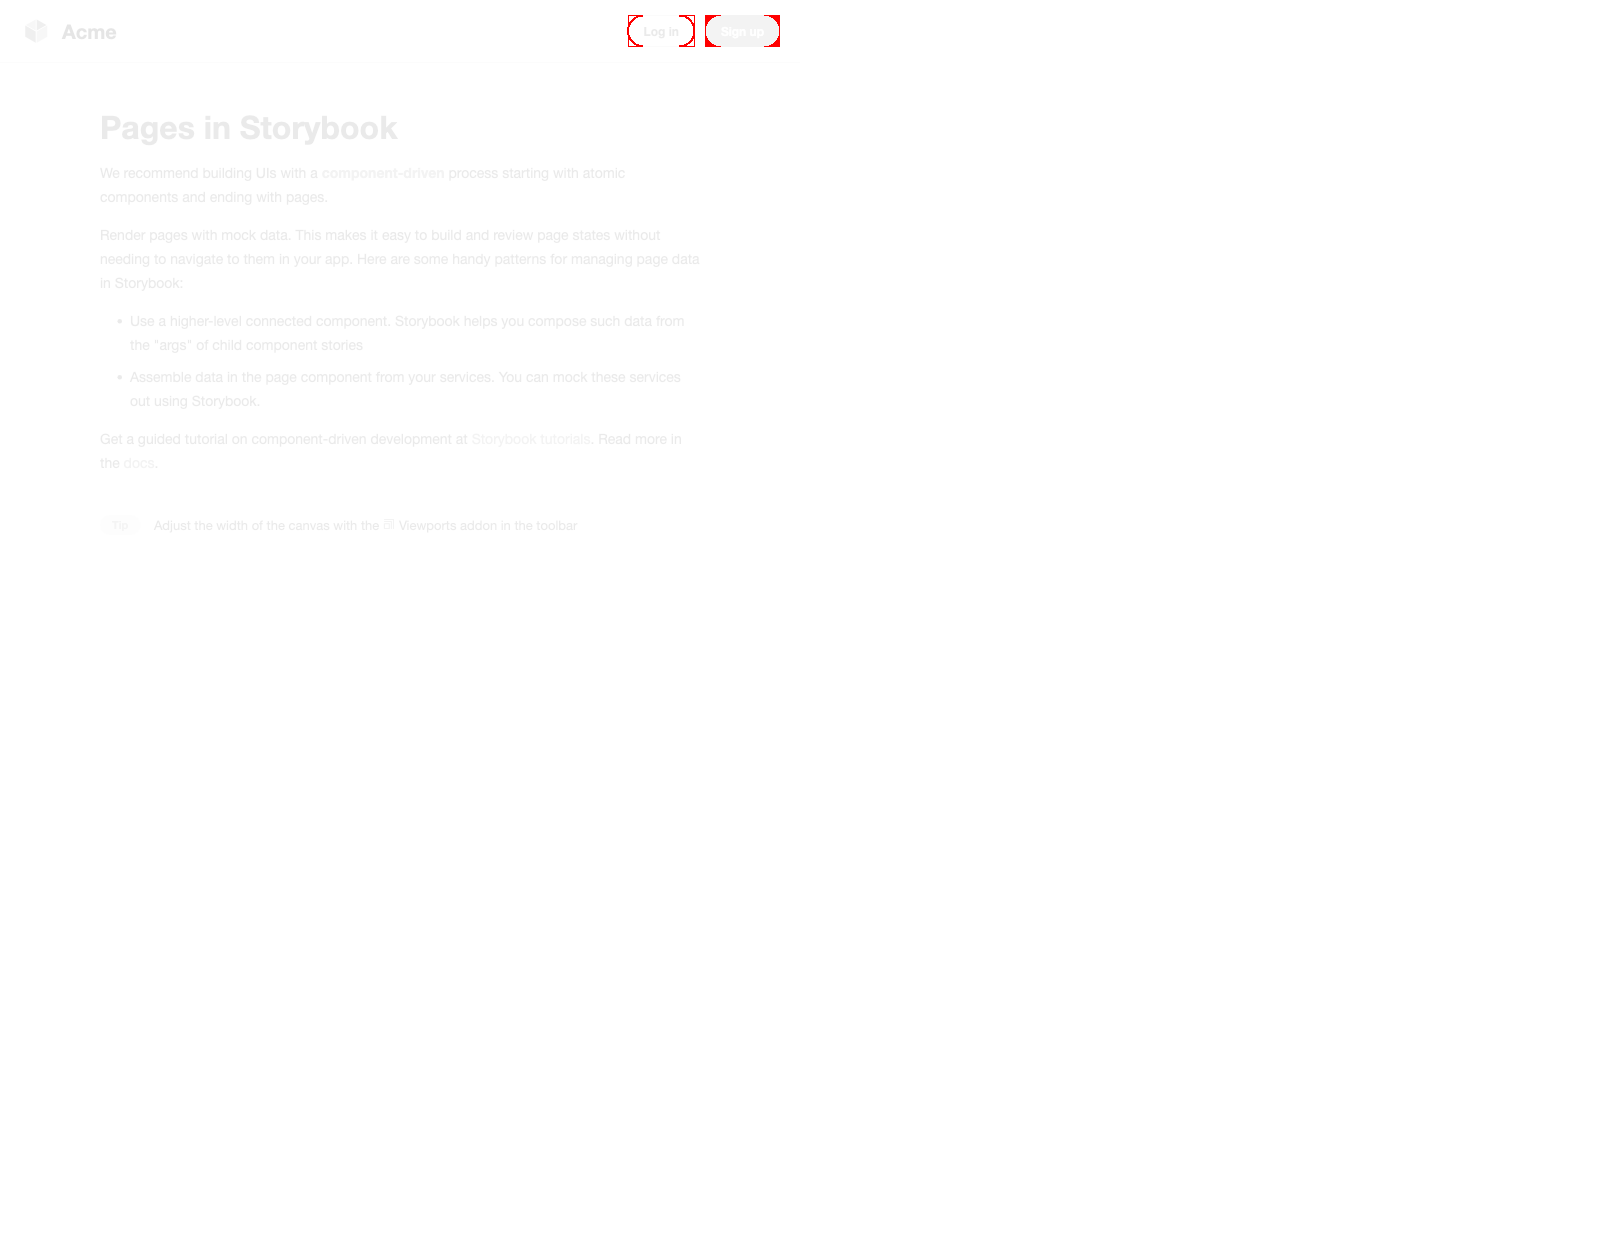 Acme
Log in
Sign up
Pages in Storybook
We recommend building UIs with a component-driven process starting with atomic
components and ending with pages.
Render pages with mock data. This makes it easy to build and review page states without
needing to navigate to them in your app. Here are some handy patterns for managing page data
in Storybook:
• Use a higher-level connected component. Storybook helps you compose such data from
the "args" of child component stories
• Assemble data in the page component from your services. You can mock these services
out using Storybook.
Get a guided tutorial on component-driven development at Storybook tutorials. Read more in
the docs.
Tip Adjust the width of the canvas with the Viewports addon in the toolbar